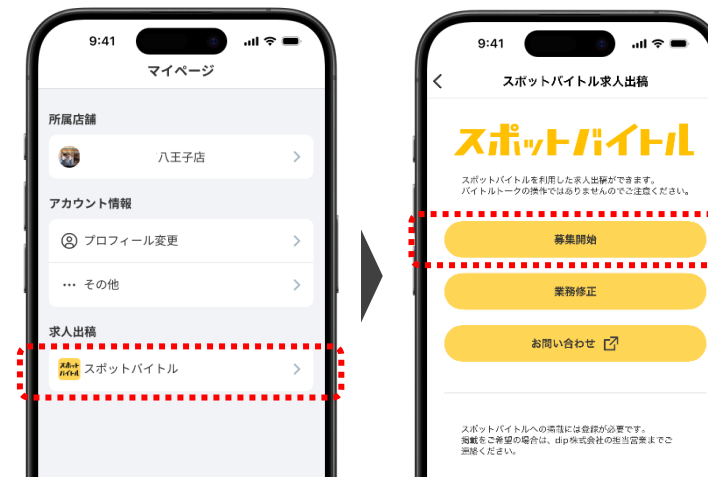 9:41
マイページ
所属店舗
八王子店
アカウント情報
プロフィール変更
その他
求人出稿
スポットバイトル
スポットバイトル
9:41
スポットバイトル求人出稿
スポットバイトル
スポットバイトルを利用した求人出稿ができます。
バイトルトークの操作ではありませんのでご注意ください。
募集開始
業務修正
お問い合わせ
スポットバイトルへの掲載には登録が必要です。
掲載をご希望の場合は、dip株式会社の担当営業までご
連絡ください。